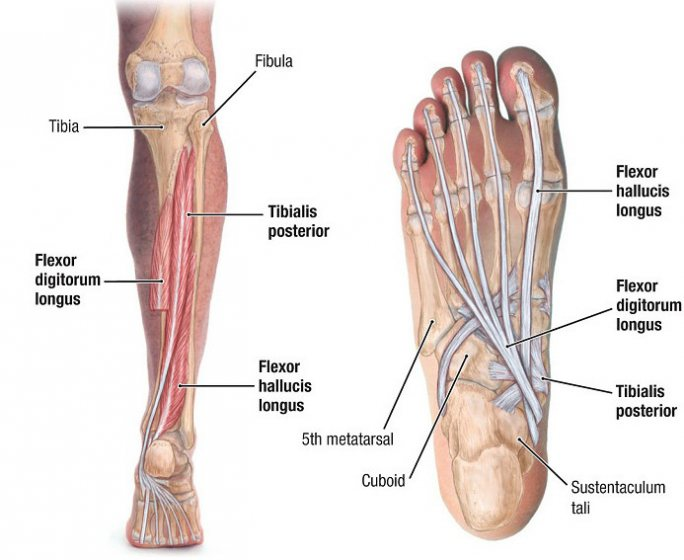 Fibula
Tibia
Tibialis
posterior
Flexor
digitorum
longus
Flexor
hallucis
longus
Flexor
hallucis
longus
Flexor
digitorum
longus
Tibialis
posterior
5th metatarsal
Cuboid
Sustentaculum
tali